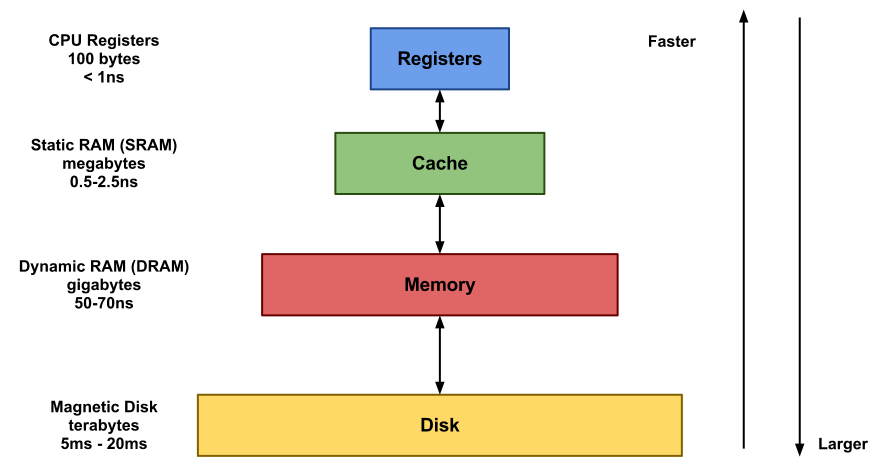 CPU Registers
100 bytes
< 1ns
Registers
Faster
Static RAM (SRAM)
megabytes
0.5-2.5ns
Cache
Dynamic RAM (DRAM)
gigabytes
50-70ns
Memory
Magnetic Disk
terabytes
5ms - 20ms
Disk
Larger